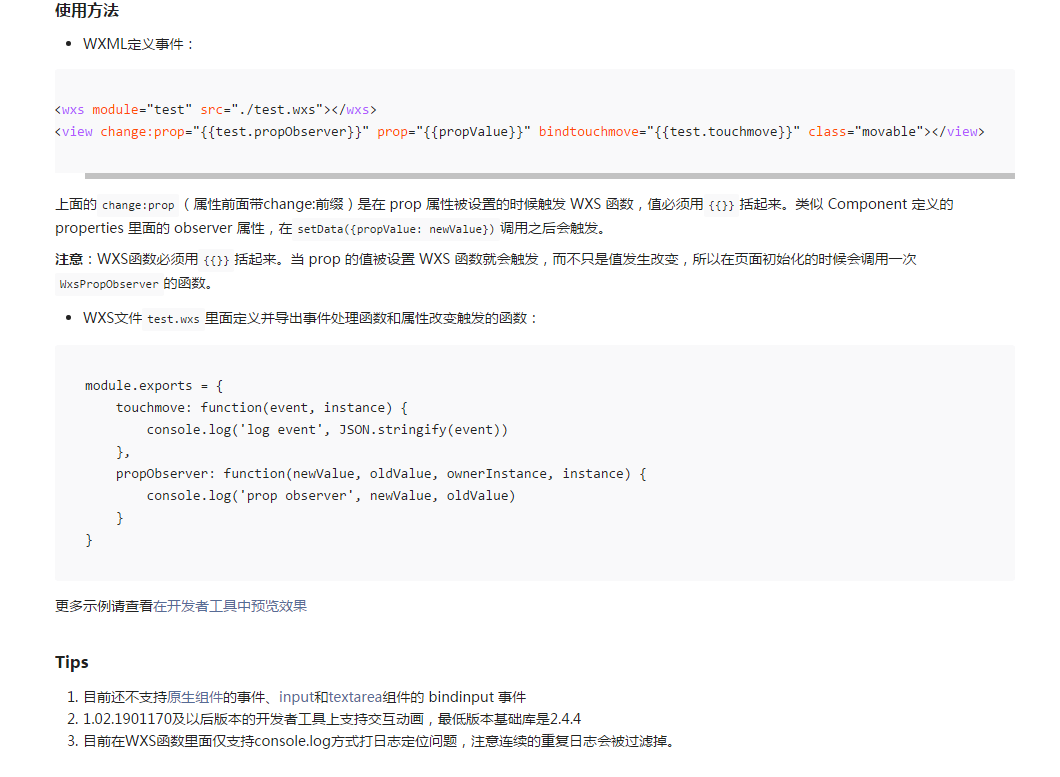 使用方法
• WXML定义事件：
<wxs module="test" src="./test.wxs"></wxs>
<view change:prop="{{test.propObserver}}" prop="{{propValue}}" bindtouchmove="{{test.touchmove}}" class="movable"></view>
上面的 change:prop （属性前面带change:前缀）是在 prop 属性被设置的时候触发 WXS 函数，值必须用 {{}} 括起来。类似 Component 定义的
properties 里面的 observer 属性，在 setData({propValue: newValue}) 调用之后会触发。
注意：WXS函数必须用 {{}} 括起来。当 prop 的值被设置 WXS 函数就会触发，而不只是值发生改变，所以在页面初始化的时候会调用一次
WxsPropObserver 的函数。
• WXS文件 test.wxs 里面定义并导出事件处理函数和属性改变触发的函数：
module.exports = {
    touchmove: function(event, instance) {
        console.log('log event', JSON.stringify(event))
    },
    propObserver: function(newValue, oldValue, ownerInstance, instance) {
        console.log('prop observer', newValue, oldValue)
    }
}
更多示例请查看在开发者工具中预览效果
Tips
1. 目前还不支持原生组件的事件、input和textarea组件的 bindinput 事件
2. 1.02.1901170及以后版本的开发者工具上支持交互动画，最低版本基础库是2.4.4
3. 目前在WXS函数里面仅支持console.log方式打日志定位问题，注意连续的重复日志会被过滤掉。